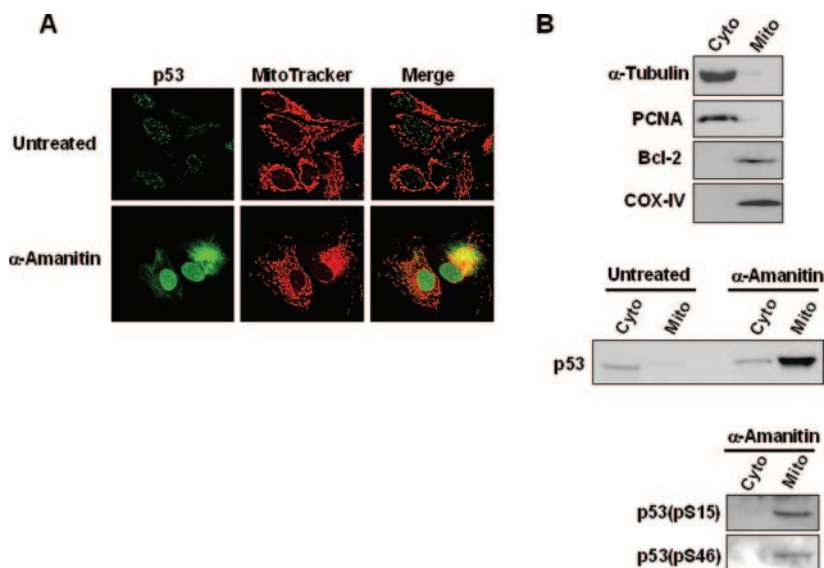 A
p53 MitoTracker Merge
Untreated
α-Amanitin
B
Cyto Mito
α-Tubulin
PCNA
Bcl-2
COX-IV
Untreated α-Amanitin
Cyto Mito Cyto Mito
p53
α-Amanitin
Cyto Mito
p53(pS15)
p53(pS46)